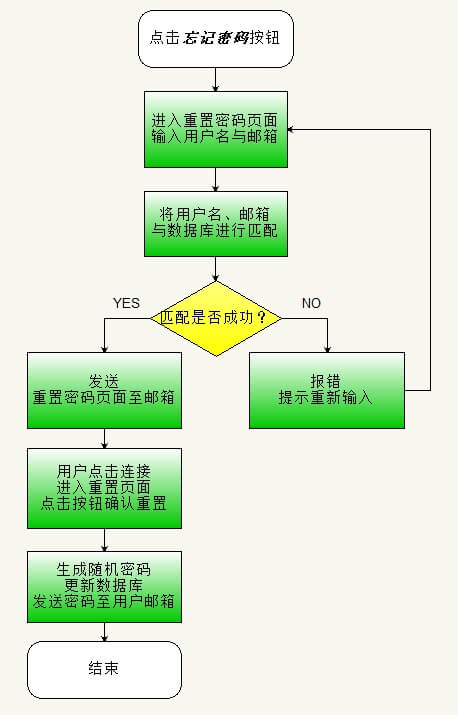 点击忘记密码按钮
进入重置密码页面
输入用户名与邮箱
将用户名、邮箱
与数据库进行匹配
匹配是否成功？
YES
NO
发送
重置密码页面至邮箱
报错
提示重新输入
用户点击连接
进入重置页面
点击按钮确认重置
生成随机密码
更新数据库
发送密码至用户邮箱
结束